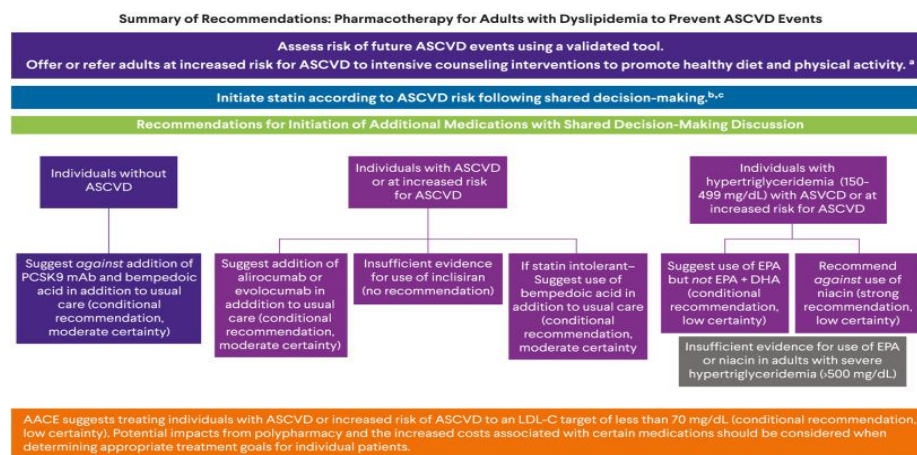 Summary of Recommendations: Pharmacotherapy for Adults with Dyslipidemia to Prevent ASCVD Events
Assess risk of future ASCVD events using a validated tool.
Offer or refer adults at increased risk for ASCVD to intensive counseling interventions to promote healthy diet and physical activity. a
Initiate statin according to ASCVD risk following shared decision-making.b,c
Recommendations for Initiation of Additional Medications with Shared Decision-Making Discussion
Individuals without
ASCVD
Suggest against addition of
PCSK9 mAb and bempedoic
acid in addition to usual
care (conditional
recommendation,
moderate certainty)
Individuals with ASCVD
or at increased risk
for ASCVD
Suggest addition of
alirocumab or
evolocumab in
adddition to usual
care (conditional
recommendation,
moderate certainty)
Insufficient evidence
for use of inclisiran
(no recommendation)
If statin intolerant–
Suggest use of
bempedoic acid in
addition to usual care
(conditional
recommendation,
moderate certainty
Individuals with
hypertriglyceridemia (150-
499 mg/dL) with ASVCD or at
increased risk for ASCVD
Suggest use of EPA
but not EPA + DHA
(conditional
recommendation,
low certainty)
Recommend
against use of
niacin (strong
recommendation,
low certainty)
Insufficient evidence for use of EPA
or niacin in adults with severe
hypertriglyceridemia (>500 mg/dL)
AACE suggests treating individuals with ASCVD or increased risk of ASCVD to an LDL-C target of less than 70 mg/dL (conditional recommendation,
low certainty). Potential impacts from polypharmacy and the increased costs associated with certain medications should be considered when
determining appropriate treatment goals for individual patients.